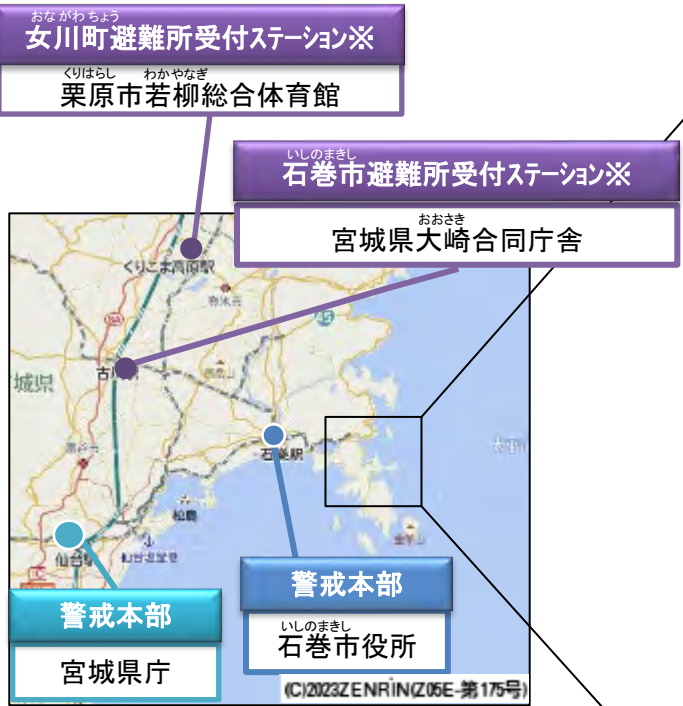 おながわちょう
女川町避難所受付ステーション※
くりはらし わかやなぎ
栗原市若柳総合体育館
いしのまきし
石巻市避難所受付ステーション※
おおさき
宮城県大崎合同庁舎
くりこま高原駅
45
城県
石巻駅
松島
仙台
警戒本部
宮城県庁
警戒本部
いしのまきし
石巻市役所
(C)2023ZENRIN(Z05E-第175号)